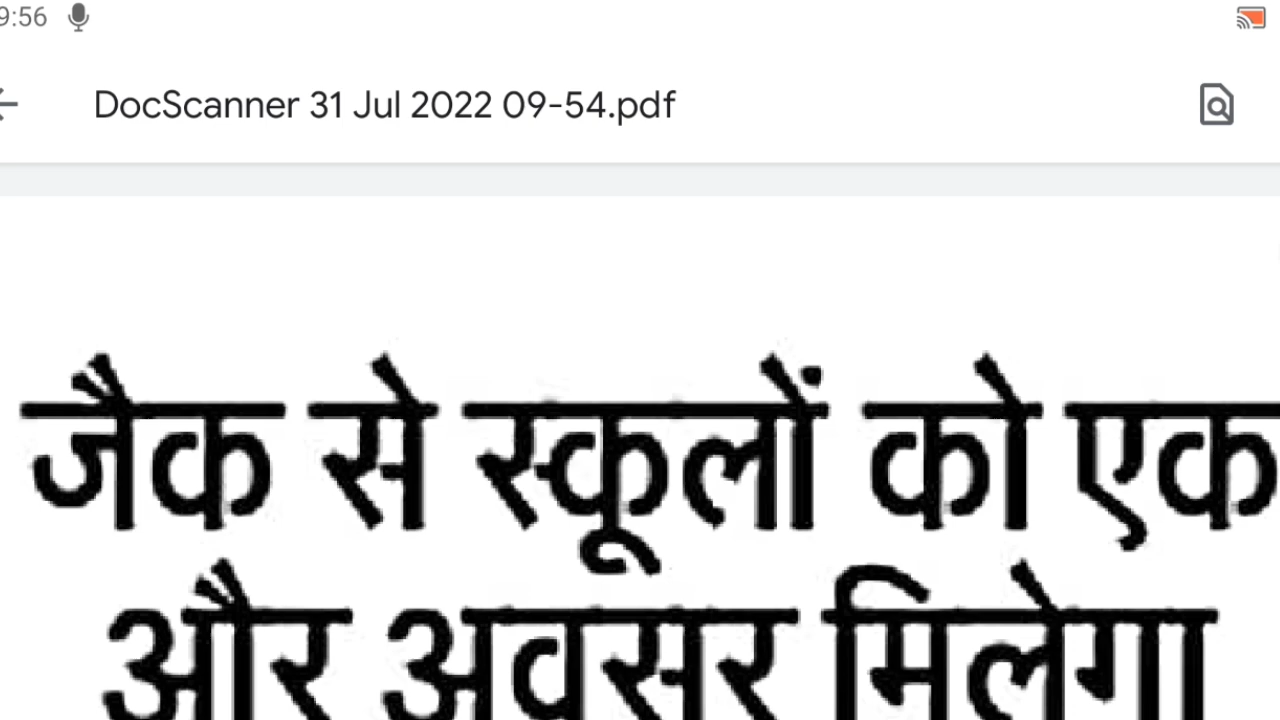 9:56
DocScanner 31 Jul 2022 09-54.pdf
जैक से स्कूलों को एक
और अवसर मिलेगा